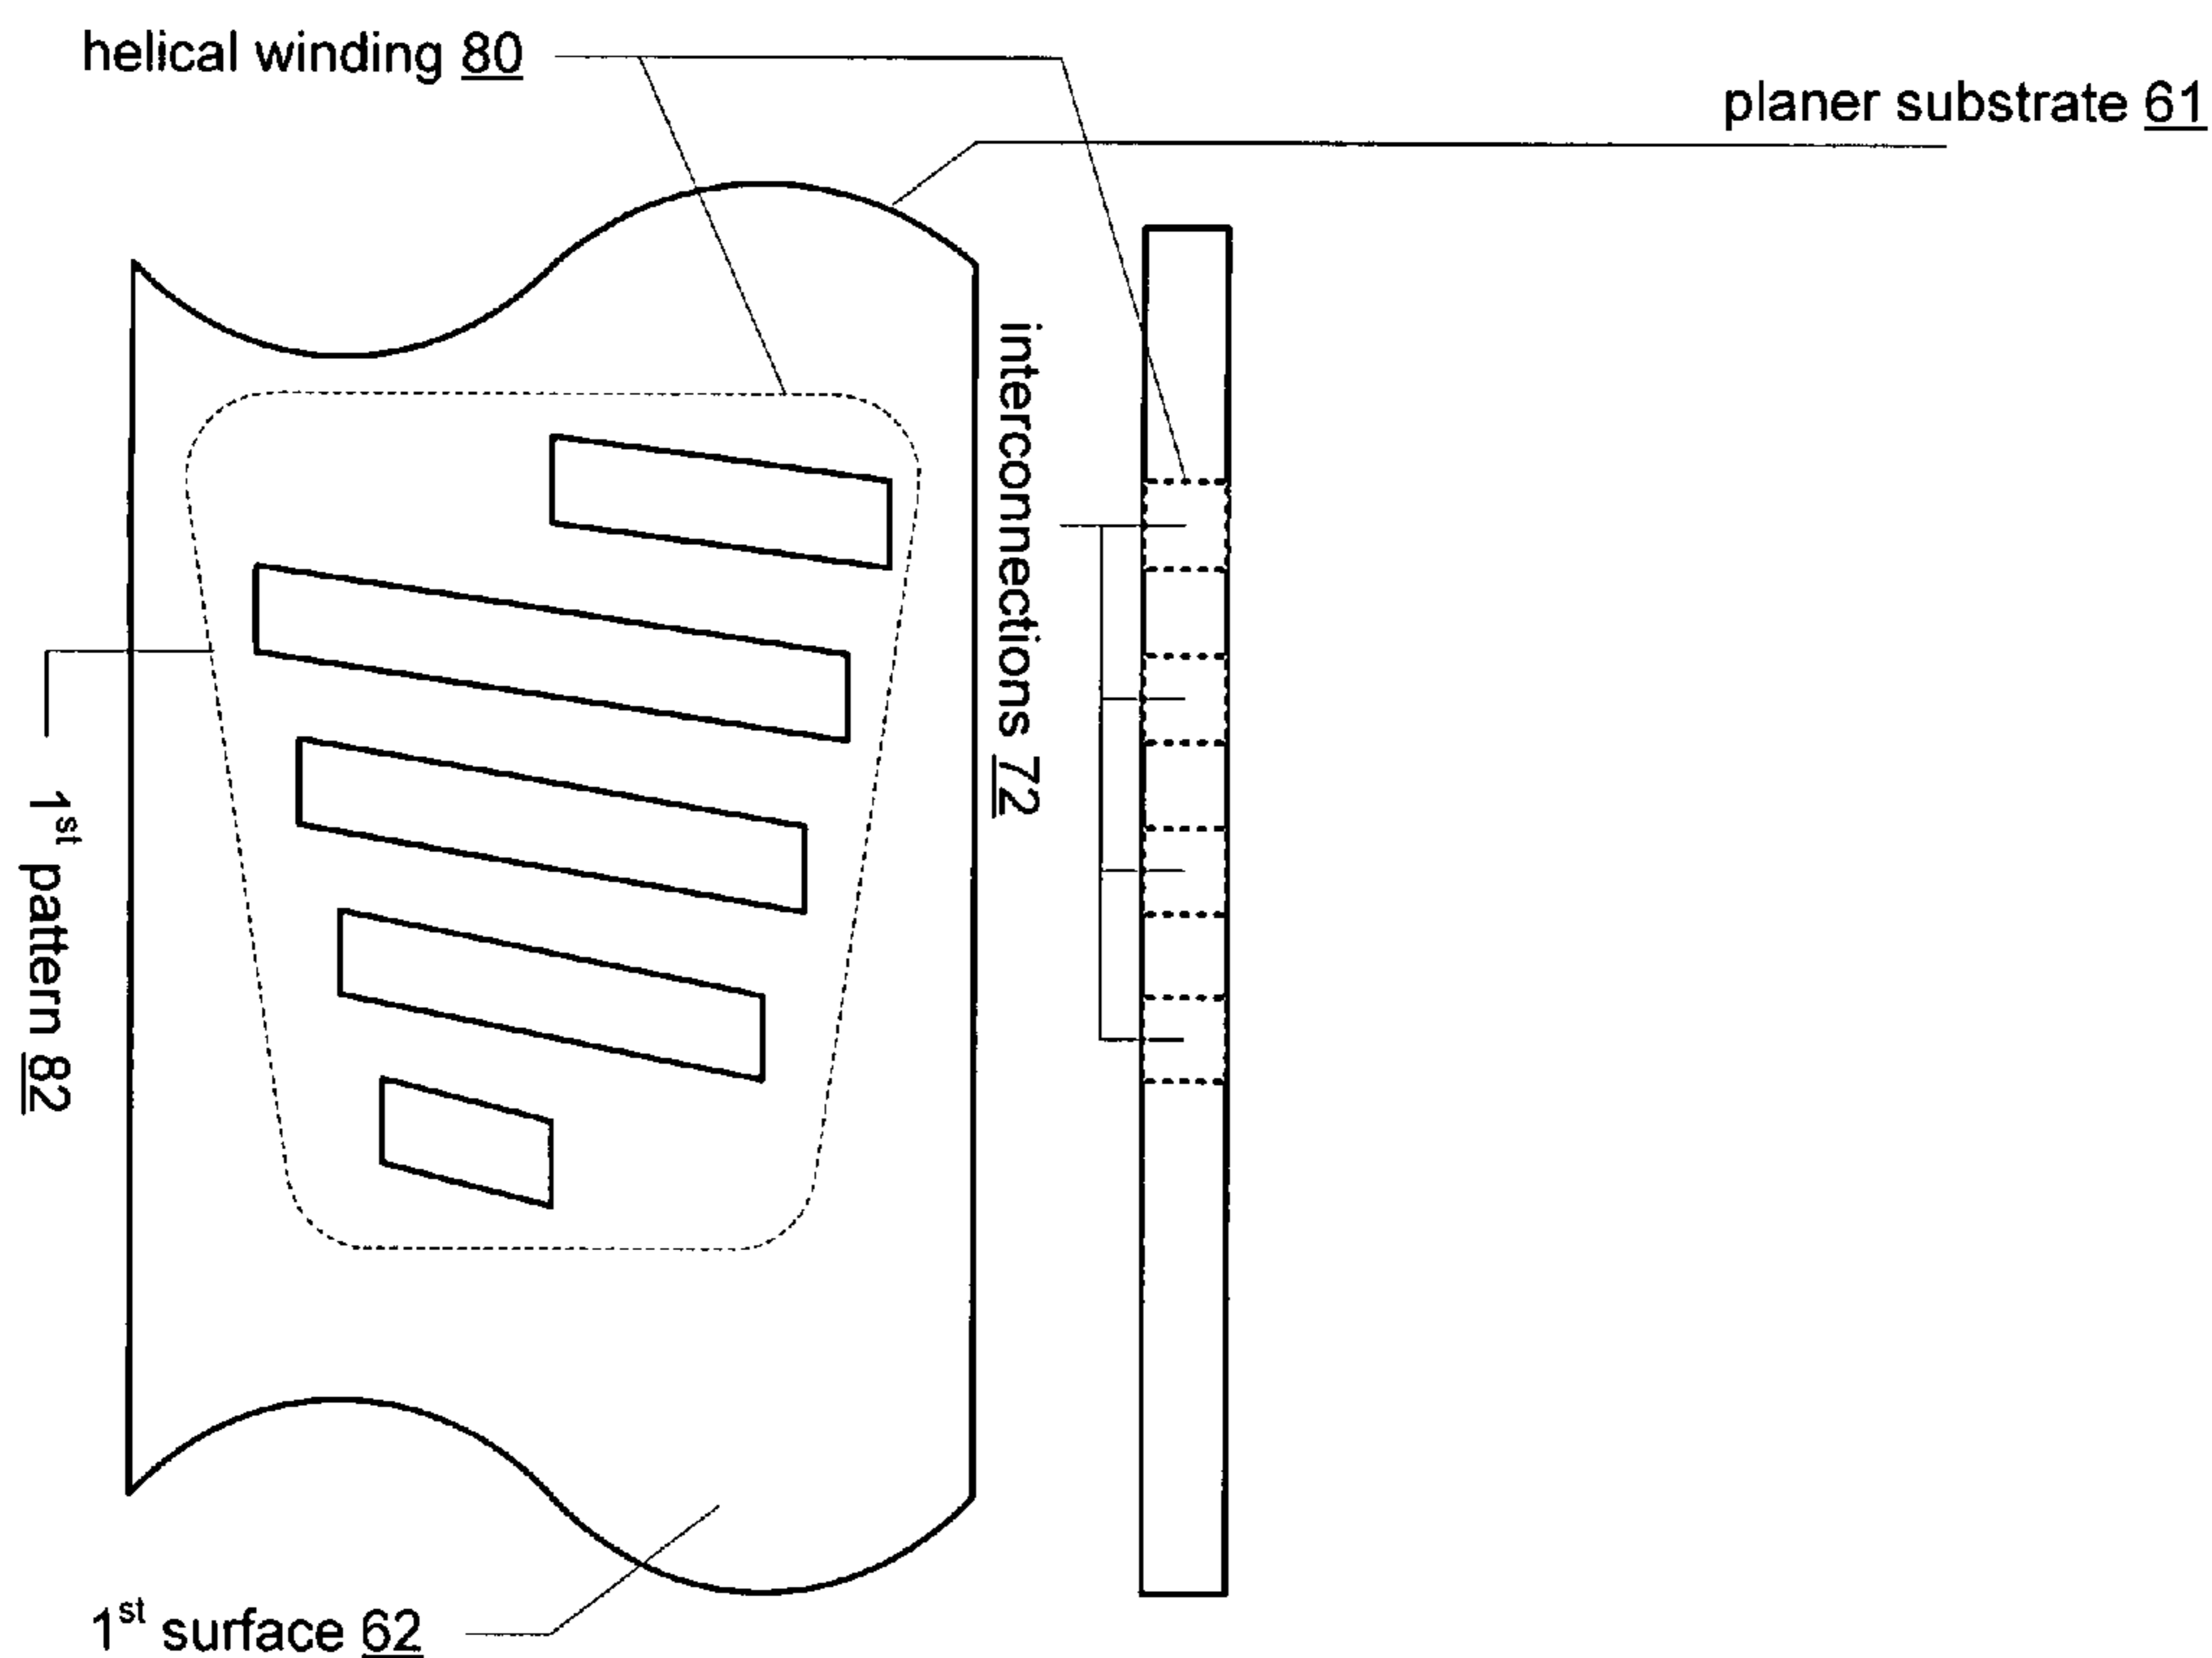 helical winding 80
planer substrate 61
interconnections 72
1st pattern 82
1st surface 62